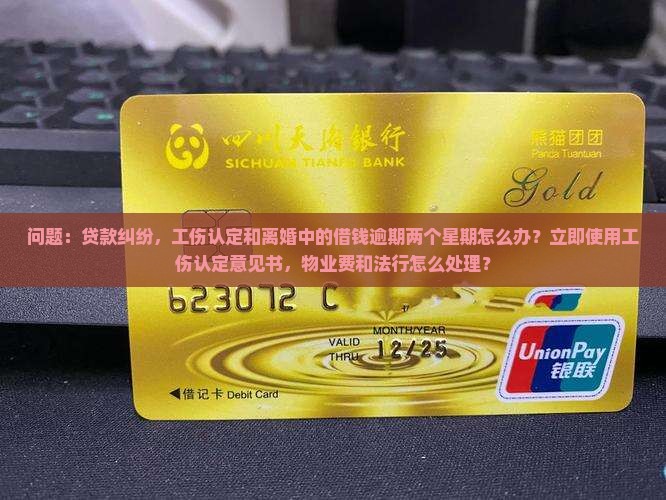 四川天府银行
SICHUAN TIANFU BANK
熊猫团团
Panda Tuantuan
Gold
问题：贷款纠纷，工伤认定和离婚中的借钱逾期两个星期怎么办？立即使用工
伤认定意见书，物业费和法行怎么处理？
623072 C
MONTH/YEAR
VALID
THRU
12/25
UnionPay
银联
借记卡 Debit Card